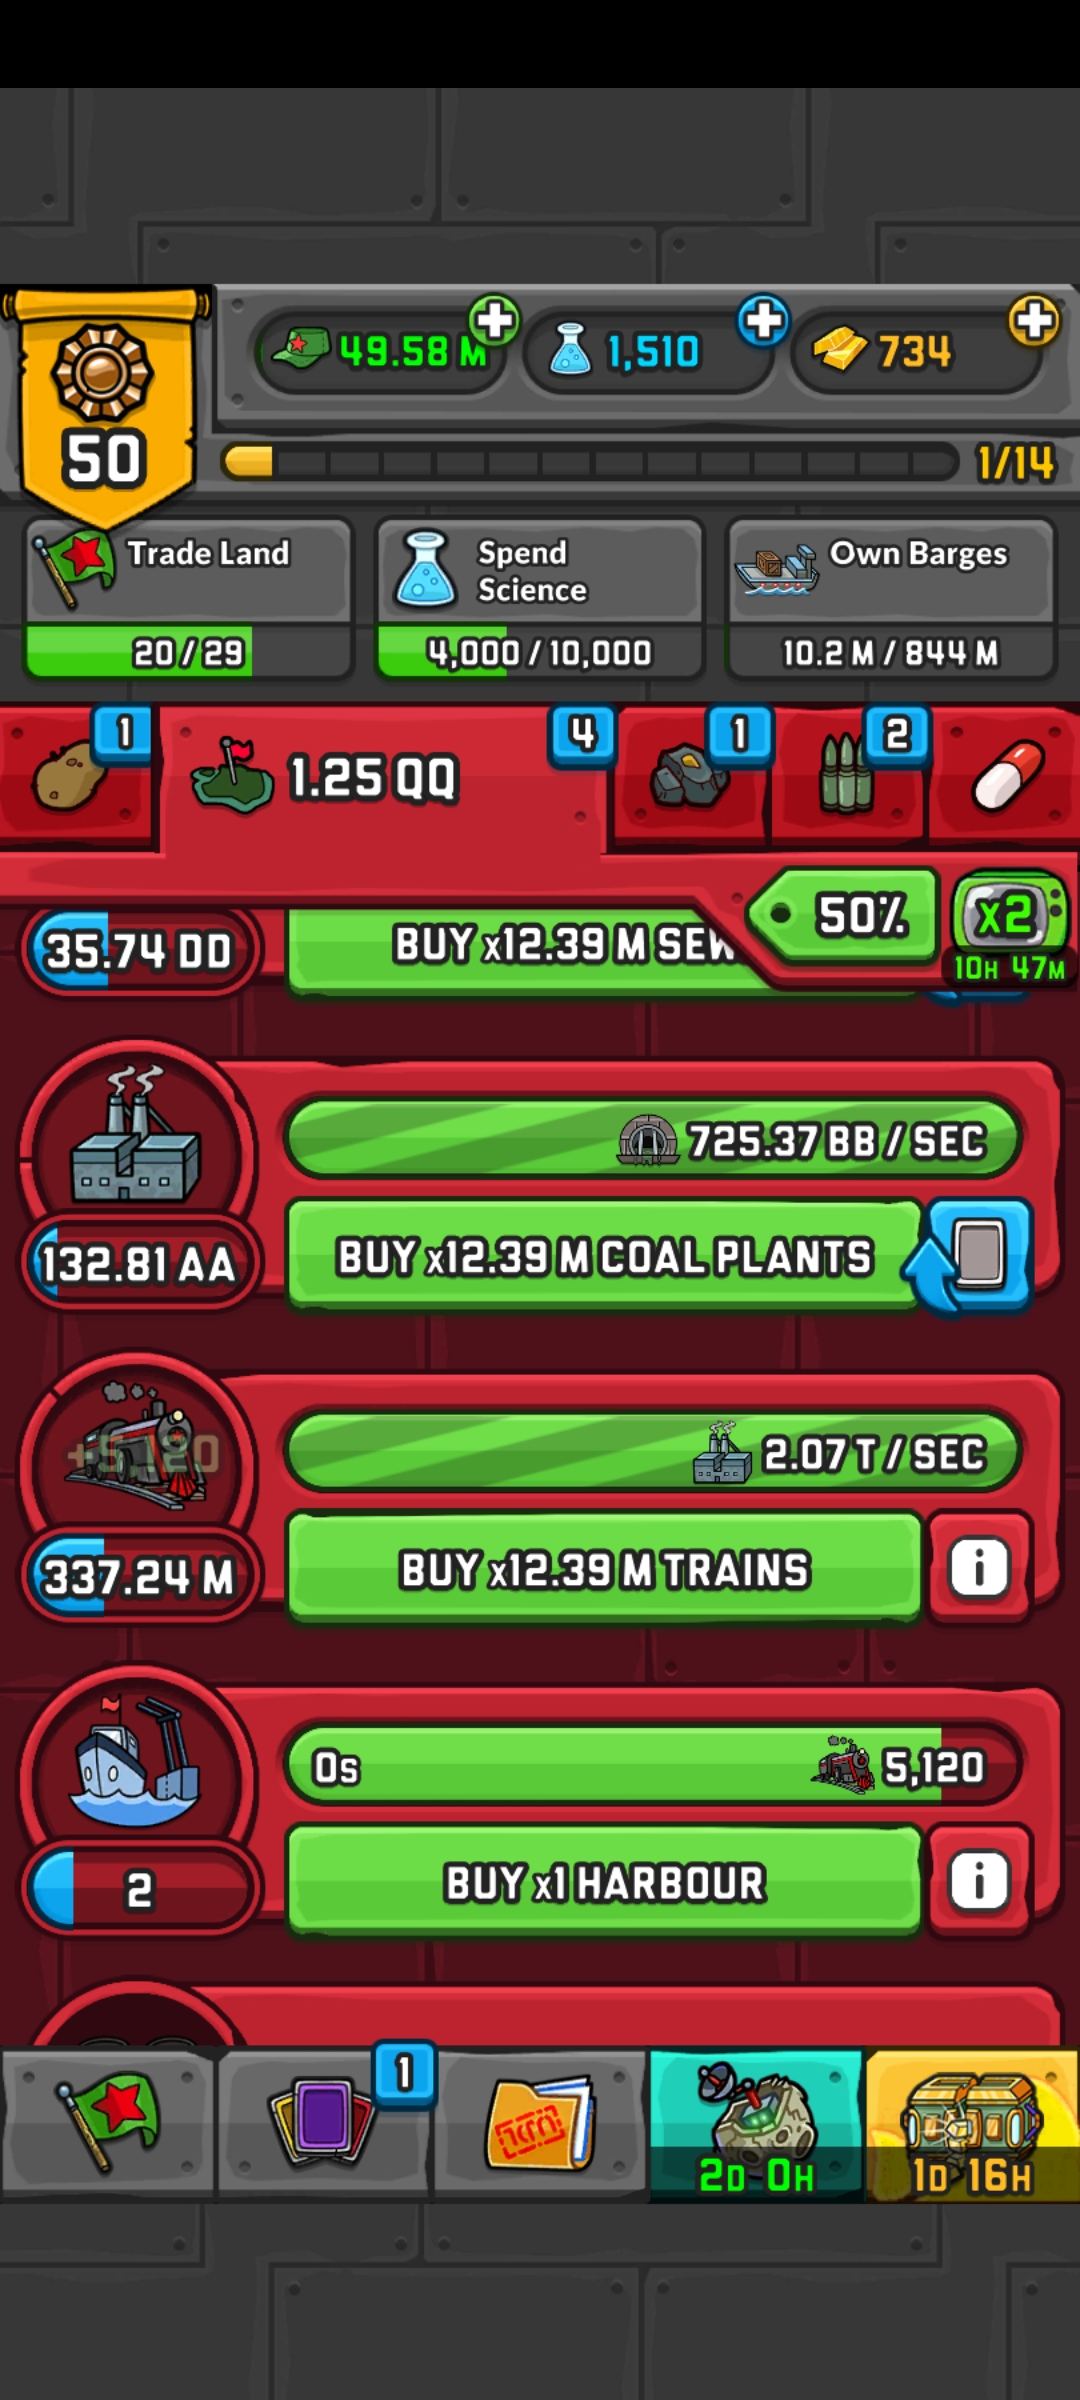 49.58 M
1,510
734
50
1/14
Trade Land
20 / 29
Spend
Science
4,000 / 10,000
Own Barges
10.2 M / 844 M
1
1.25 QQ
4
1
2
50%
x2
10H 47M
35.74 DD
BUY x12.39 M SEW
725.37 BB / SEC
132.81 AA
BUY x12.39 M COAL PLANTS
+5,120
2.07 T / SEC
337.24 M
BUY x12.39 M TRAINS
i
0s
5,120
2
BUY x1 HARBOUR
i
1
2D 0H
1D 16H